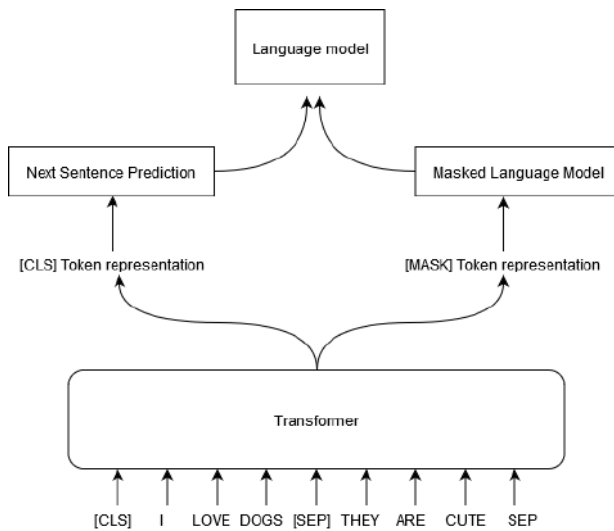 Language model
Next Sentence Prediction
Masked Language Model
[CLS] Token representation
[MASK] Token representation
Transformer
[CLS] I LOVE DOGS [SEP] THEY ARE CUTE SEP